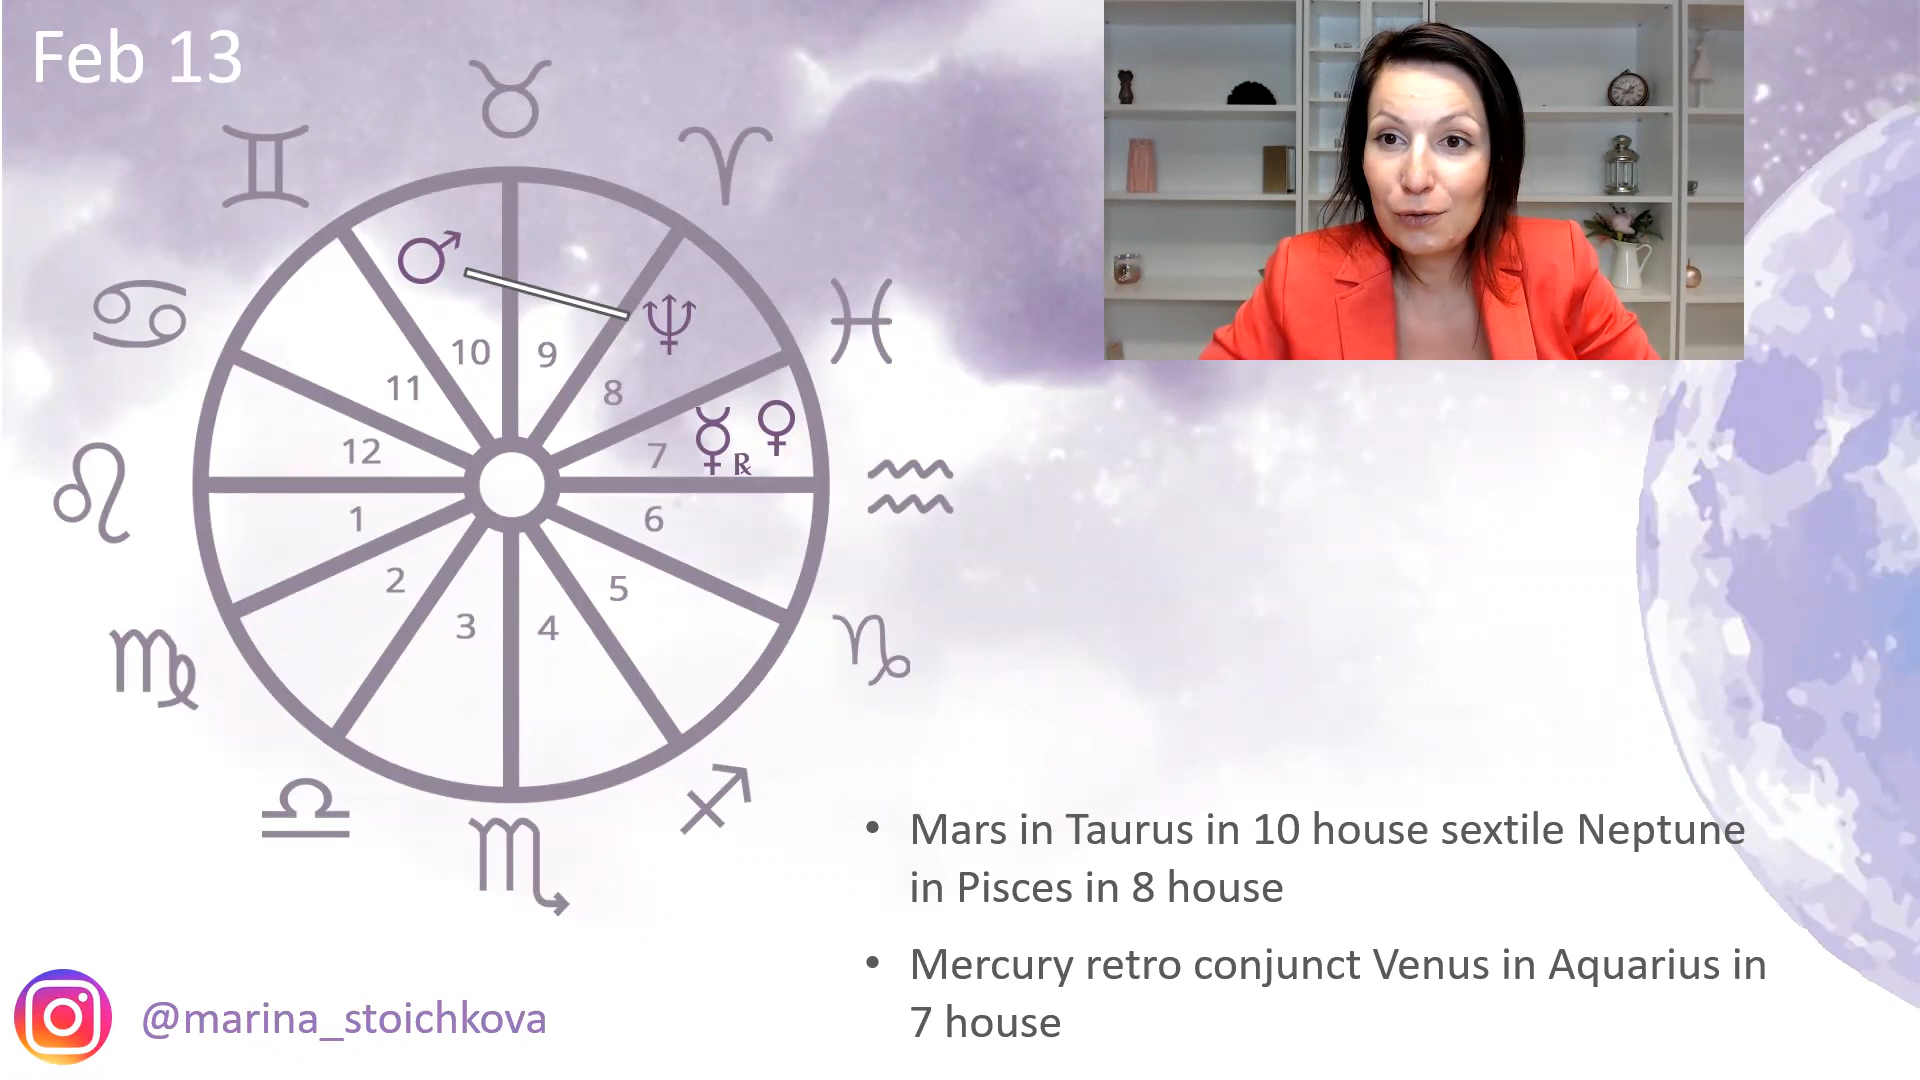 Feb 13
10
9
11
8
12
7
1
6
2
5
3
4
• Mars in Taurus in 10 house sextile Neptune
in Pisces in 8 house
• Mercury retro conjunct Venus in Aquarius in
7 house
@marina_stoichkova